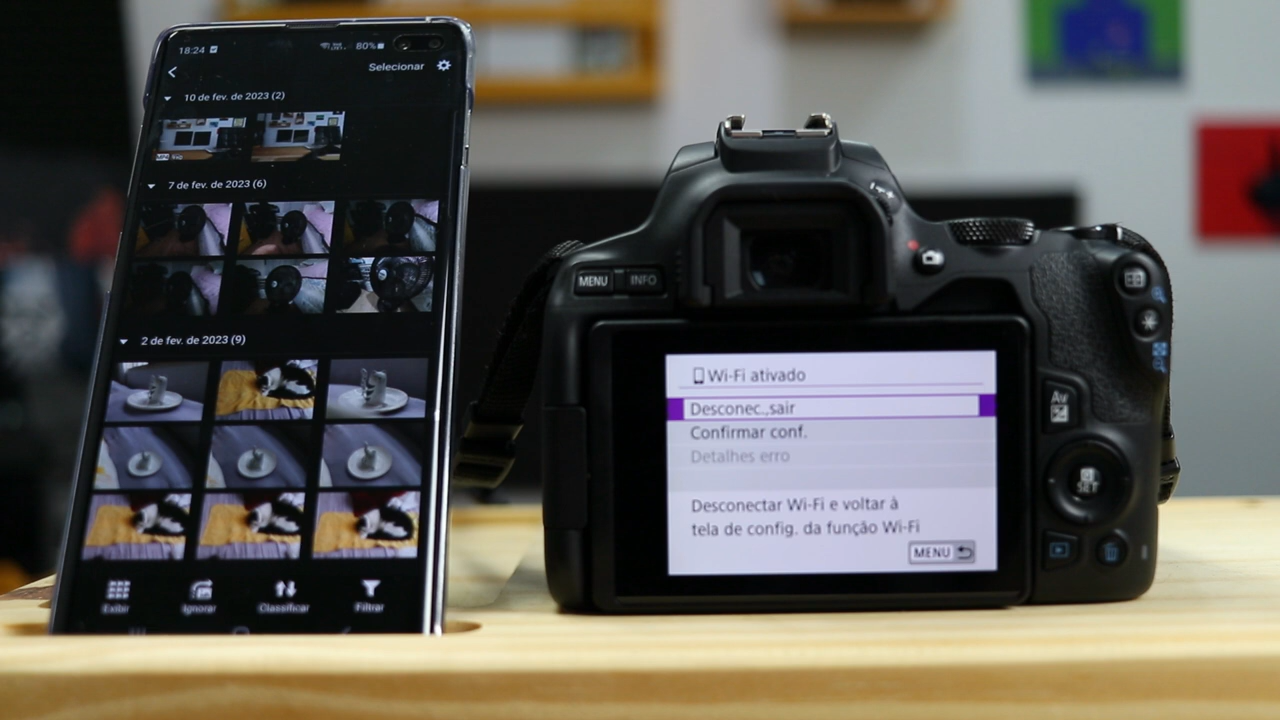 18:24
80%
Selecionar
10 de fev. de 2023 (2)
7 de fev. de 2023 (6)
2 de fev. de 2023 (9)
Exibir
Ignorar
Classificar
Filtrar
MENU
INFO
Wi-Fi ativado
Desconec.,sair
Confirmar conf.
Detalhes erro
Desconectar Wi-Fi e voltar à
tela de config. da função Wi-Fi
MENU
Av
SET